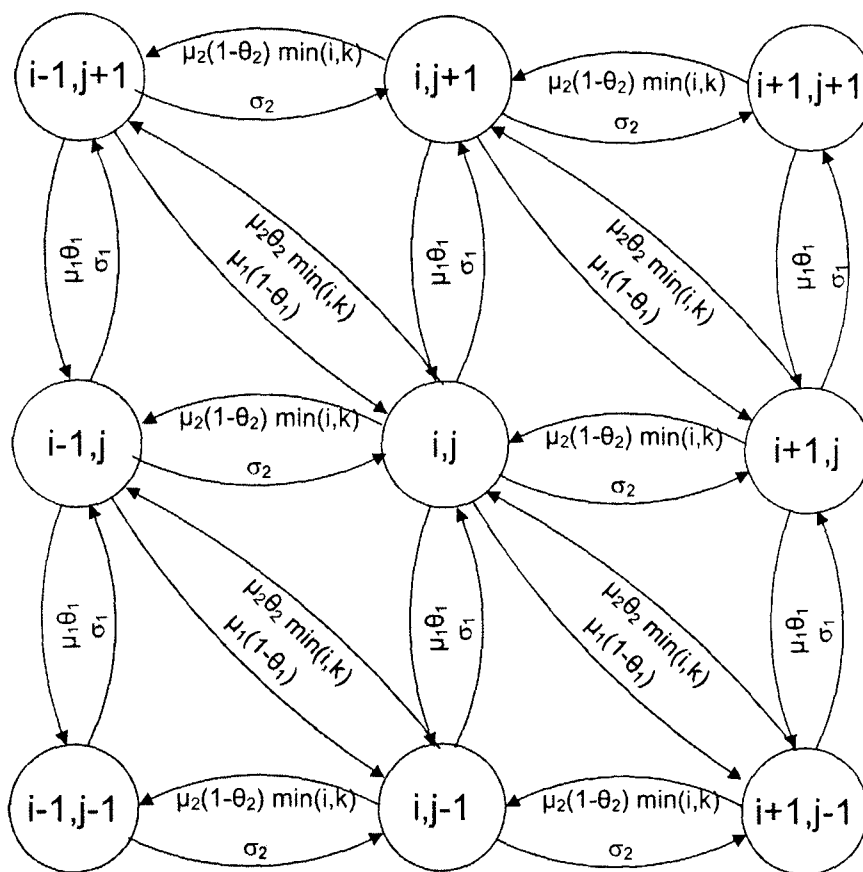 i-1,j+1
μ₂(1-θ₂) min(i,k)
σ₂
i,j+1
μ₂(1-θ₂) min(i,k)
σ₂
i+1,j+1
μ₁θ₁
σ₁
μ₂θ₂ min(i,k)
μ₁(1-θ₁)
μ₁θ₁
σ₁
μ₂θ₂ min(i,k)
μ₁(1-θ₁)
μ₁θ₁
σ₁
i-1,j
μ₂(1-θ₂) min(i,k)
σ₂
i,j
μ₂(1-θ₂) min(i,k)
σ₂
i+1,j
μ₁θ₁
σ₁
μ₂θ₂ min(i,k)
μ₁(1-θ₁)
μ₁θ₁
σ₁
μ₂θ₂ min(i,k)
μ₁(1-θ₁)
μ₁θ₁
σ₁
i-1,j-1
μ₂(1-θ₂) min(i,k)
σ₂
i,j-1
μ₂(1-θ₂) min(i,k)
σ₂
i+1,j-1